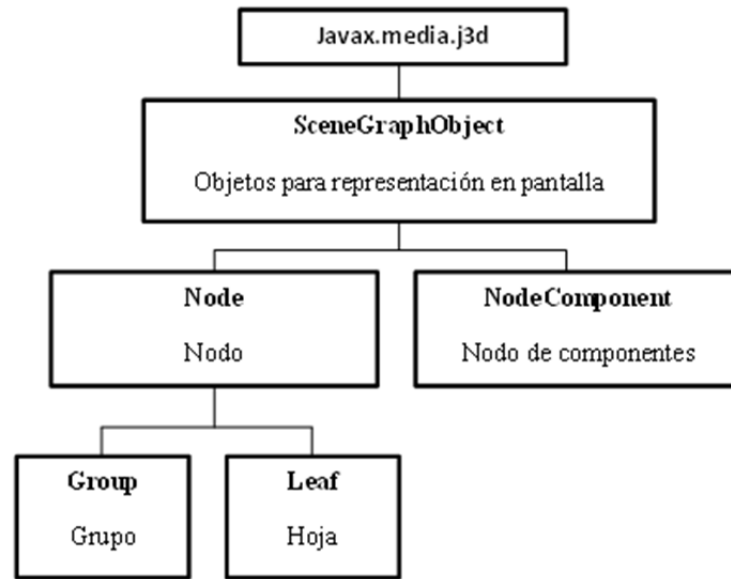 Javax.media.j3d
SceneGraphObject
Objetos para representación en pantalla
Node
Nodo
NodeComponent
Nodo de componentes
Group
Grupo
Leaf
Hoja